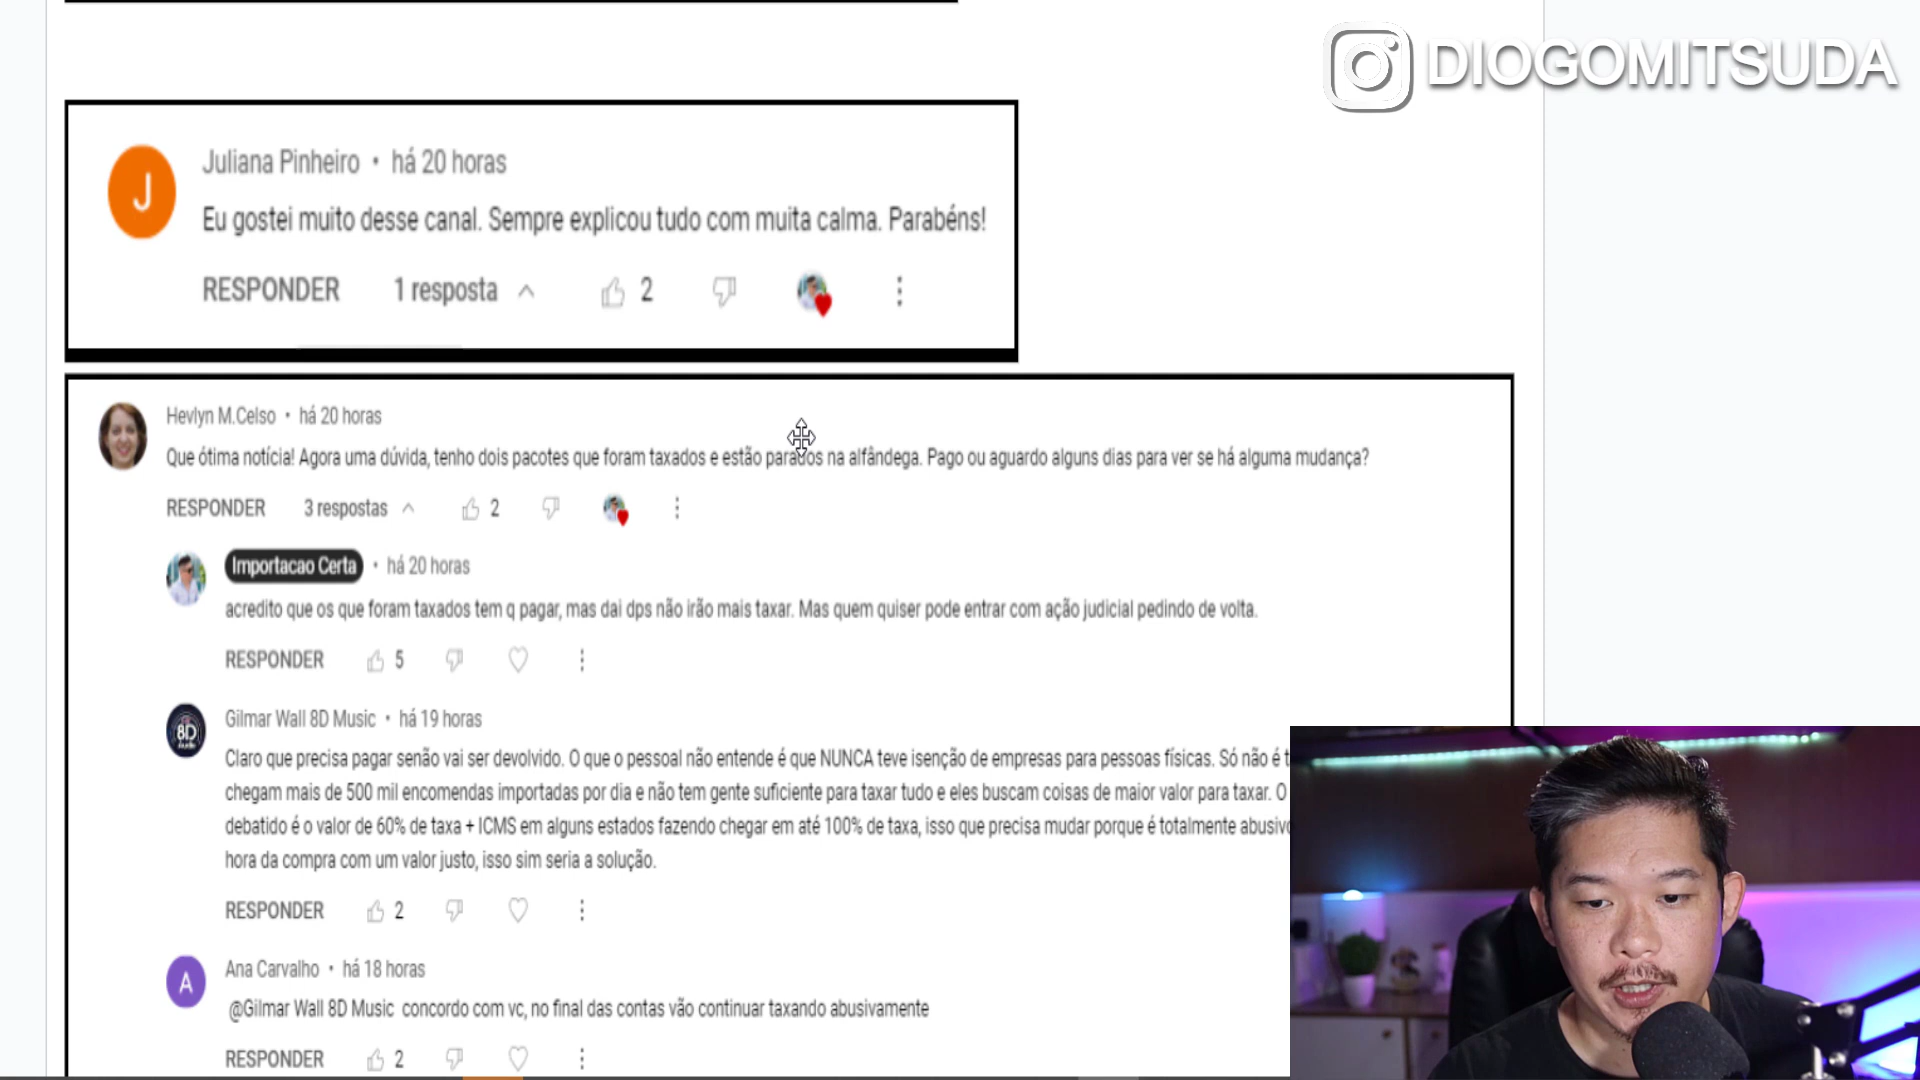 DIOGOMITSUDA
J
Juliana Pinheiro • há 20 horas
Eu gostei muito desse canal. Sempre explicou tudo com muita calma. Parabéns!
RESPONDER 1 resposta 2
Hevlyn M.Celso • há 20 horas
Que ótima notícia! Agora uma dúvida, tenho dois pacotes que foram taxados e estão parados na alfândega. Pago ou aguardo alguns dias para ver se há alguma mudança?
RESPONDER 3 respostas 2
Importacao Certa • há 20 horas
acredito que os que foram taxados tem q pagar, mas dai dps não irão mais taxar. Mas quem quiser pode entrar com ação judicial pedindo de volta.
RESPONDER 5
8D
Audio
Gilmar Wall 8D Music • há 19 horas
Claro que precisa pagar senão vai ser devolvido. O que o pessoal não entende é que NUNCA teve isenção de empresas para pessoas físicas. Só não é
chegam mais de 500 mil encomendas importadas por dia e não tem gente suficiente para taxar tudo e eles buscam coisas de maior valor para taxar. O
debatido é o valor de 60% de taxa + ICMS em alguns estados fazendo chegar em até 100% de taxa, isso que precisa mudar porque é totalmente
hora da compra com um valor justo, isso sim seria a solução.
RESPONDER 2
A
Ana Carvalho • há 18 horas
@Gilmar Wall 8D Music concordo com vc, no final das contas vão continuar taxando abusivamente
RESPONDER 2